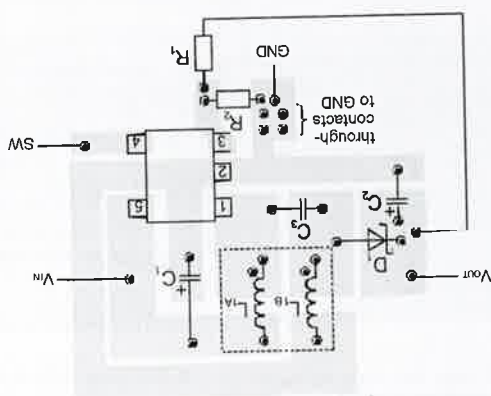 L1B L1A
VOUT
VIN
C1
+
D
C3
C2
+
1
5
2
3
4
SW
through-
contacts
to GND
R2
GND
R1